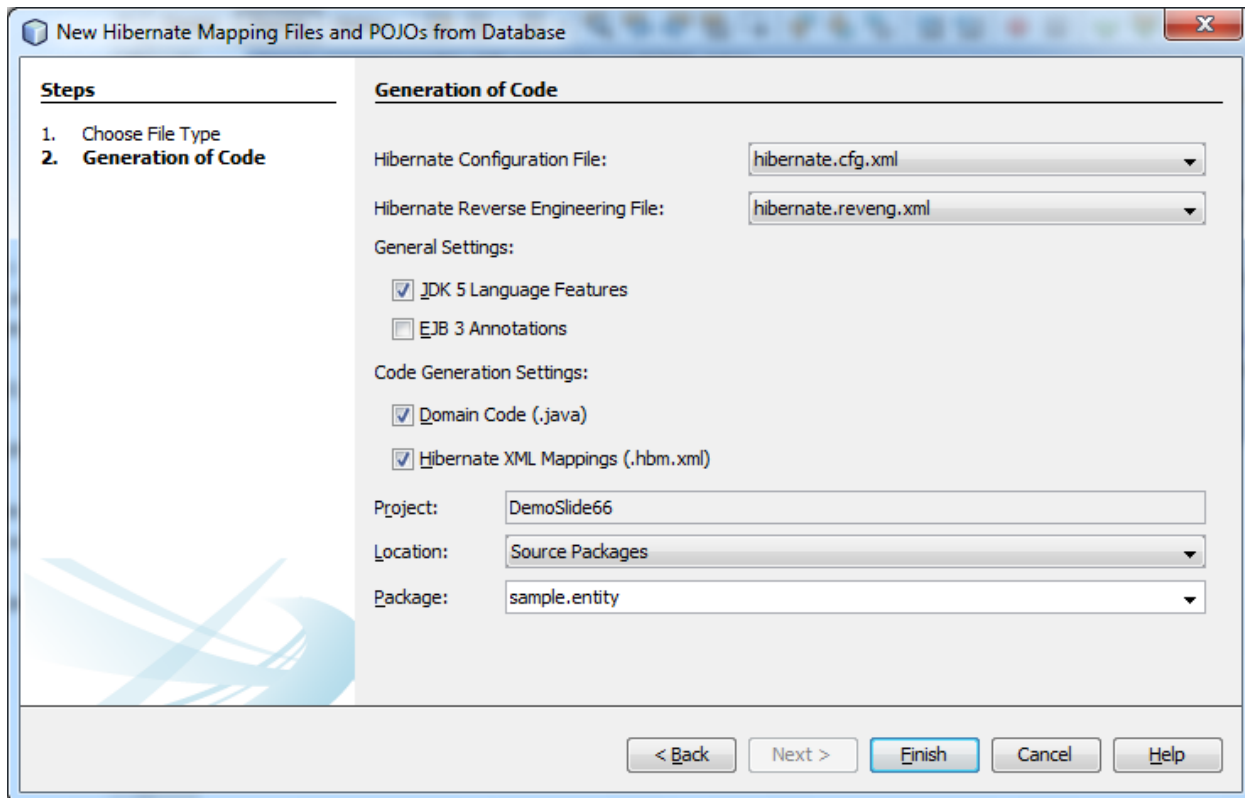 New Hibernate Mapping Files and POJOs from Database
Steps
1. Choose File Type
2. Generation of Code
Generation of Code
Hibernate Configuration File: hibernate.cfg.xml
Hibernate Reverse Engineering File: hibernate.reveng.xml
General Settings:
JDK 5 Language Features
EJB 3 Annotations
Code Generation Settings:
Domain Code (.java)
Hibernate XML Mappings (.hbm.xml)
Project: DemoSlide66
Location: Source Packages
Package: sample.entity
< Back Next > Finish Cancel Help